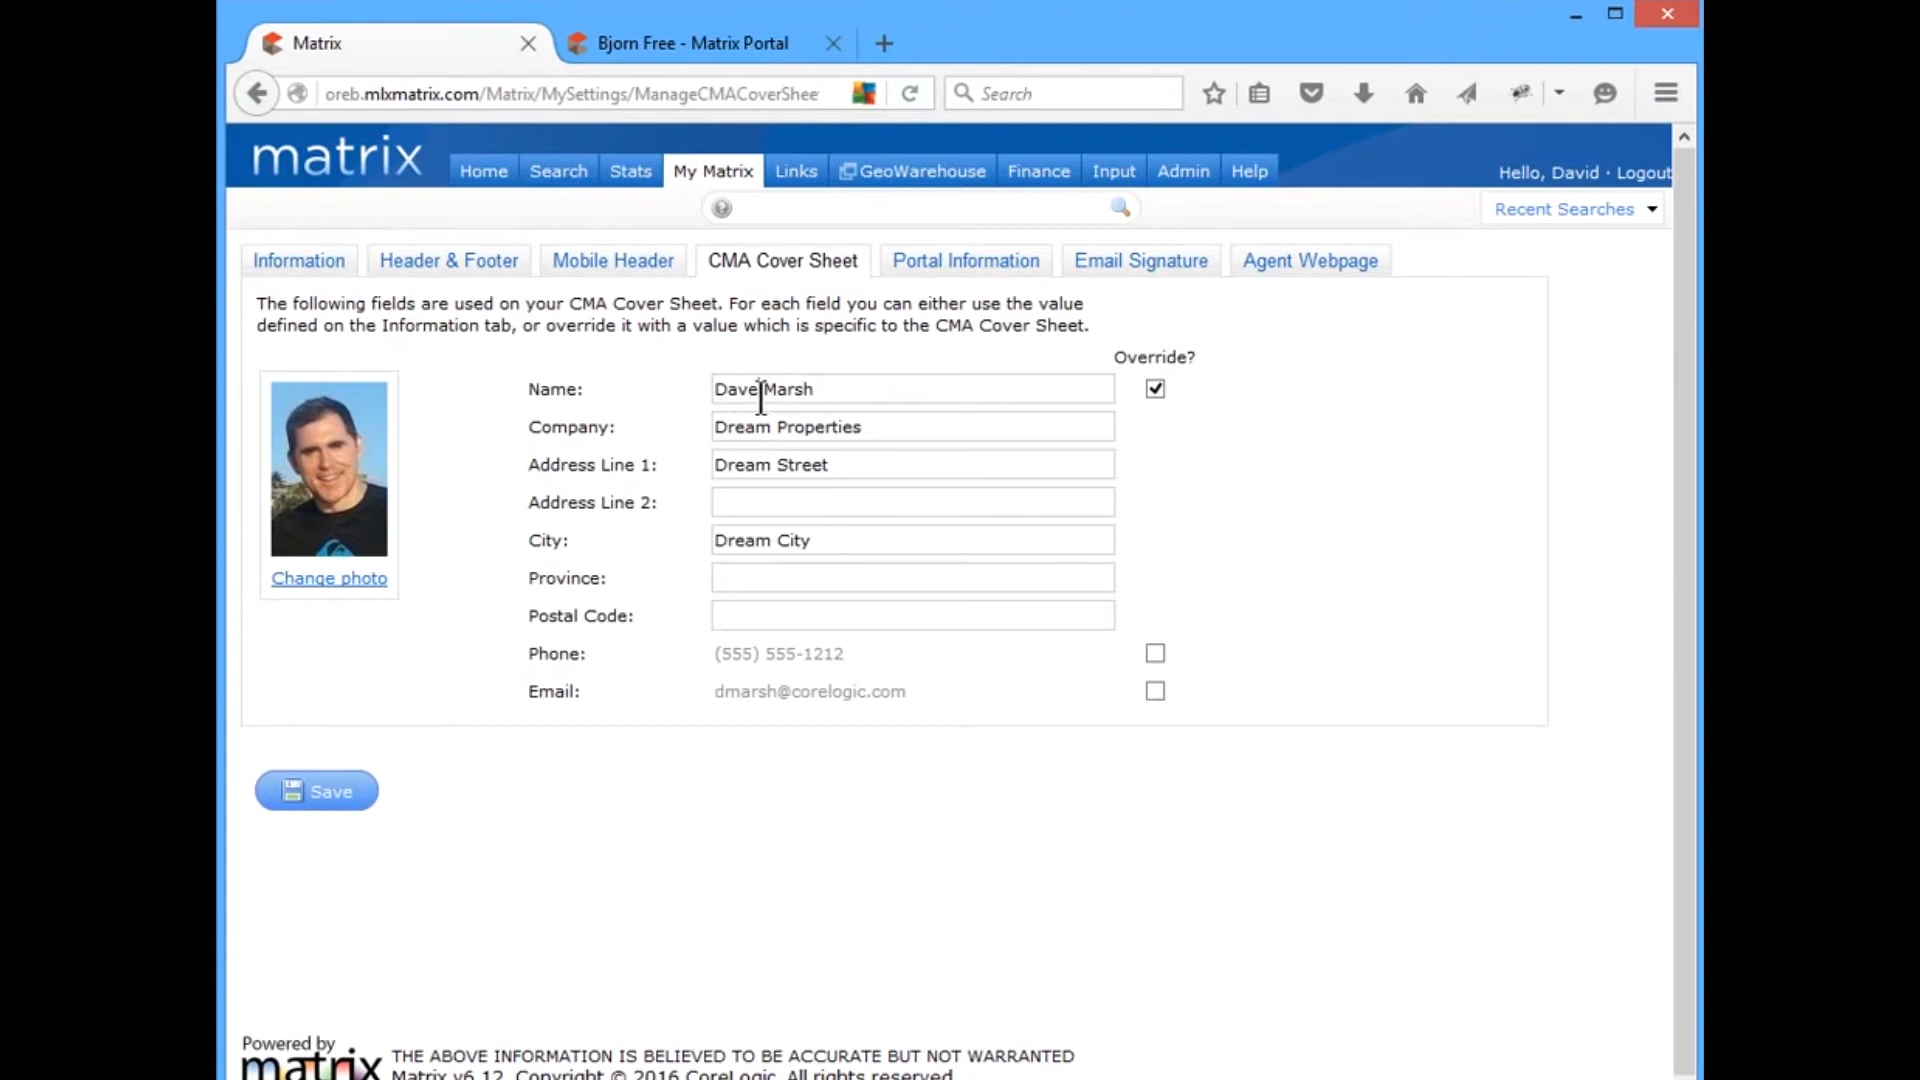 Matrix
Bjorn Free - Matrix Portal
oreb.mlxmatrix.com/Matrix/MySettings/ManageCMACoverShee
Search
matrix
Home
Search
Stats
My Matrix
Links
GeoWarehouse
Finance
Input
Admin
Help
Hello, David · Logout
Recent Searches
Information
Header & Footer
Mobile Header
CMA Cover Sheet
Portal Information
Email Signature
Agent Webpage
The following fields are used on your CMA Cover Sheet. For each field you can either use the value
defined on the Information tab, or override it with a value which is specific to the CMA Cover Sheet.
Override?
Name: Dave Marsh
Company: Dream Properties
Address Line 1: Dream Street
Address Line 2:
City: Dream City
Province:
Postal Code:
Phone: (555) 555-1212
Email: dmarsh@corelogic.com
Change photo
Save
Powered by
matrix
THE ABOVE INFORMATION IS BELIEVED TO BE ACCURATE BUT NOT WARRANTED
Matrix v6.12. Copyright © 2016 CoreLogic. All rights reserved.